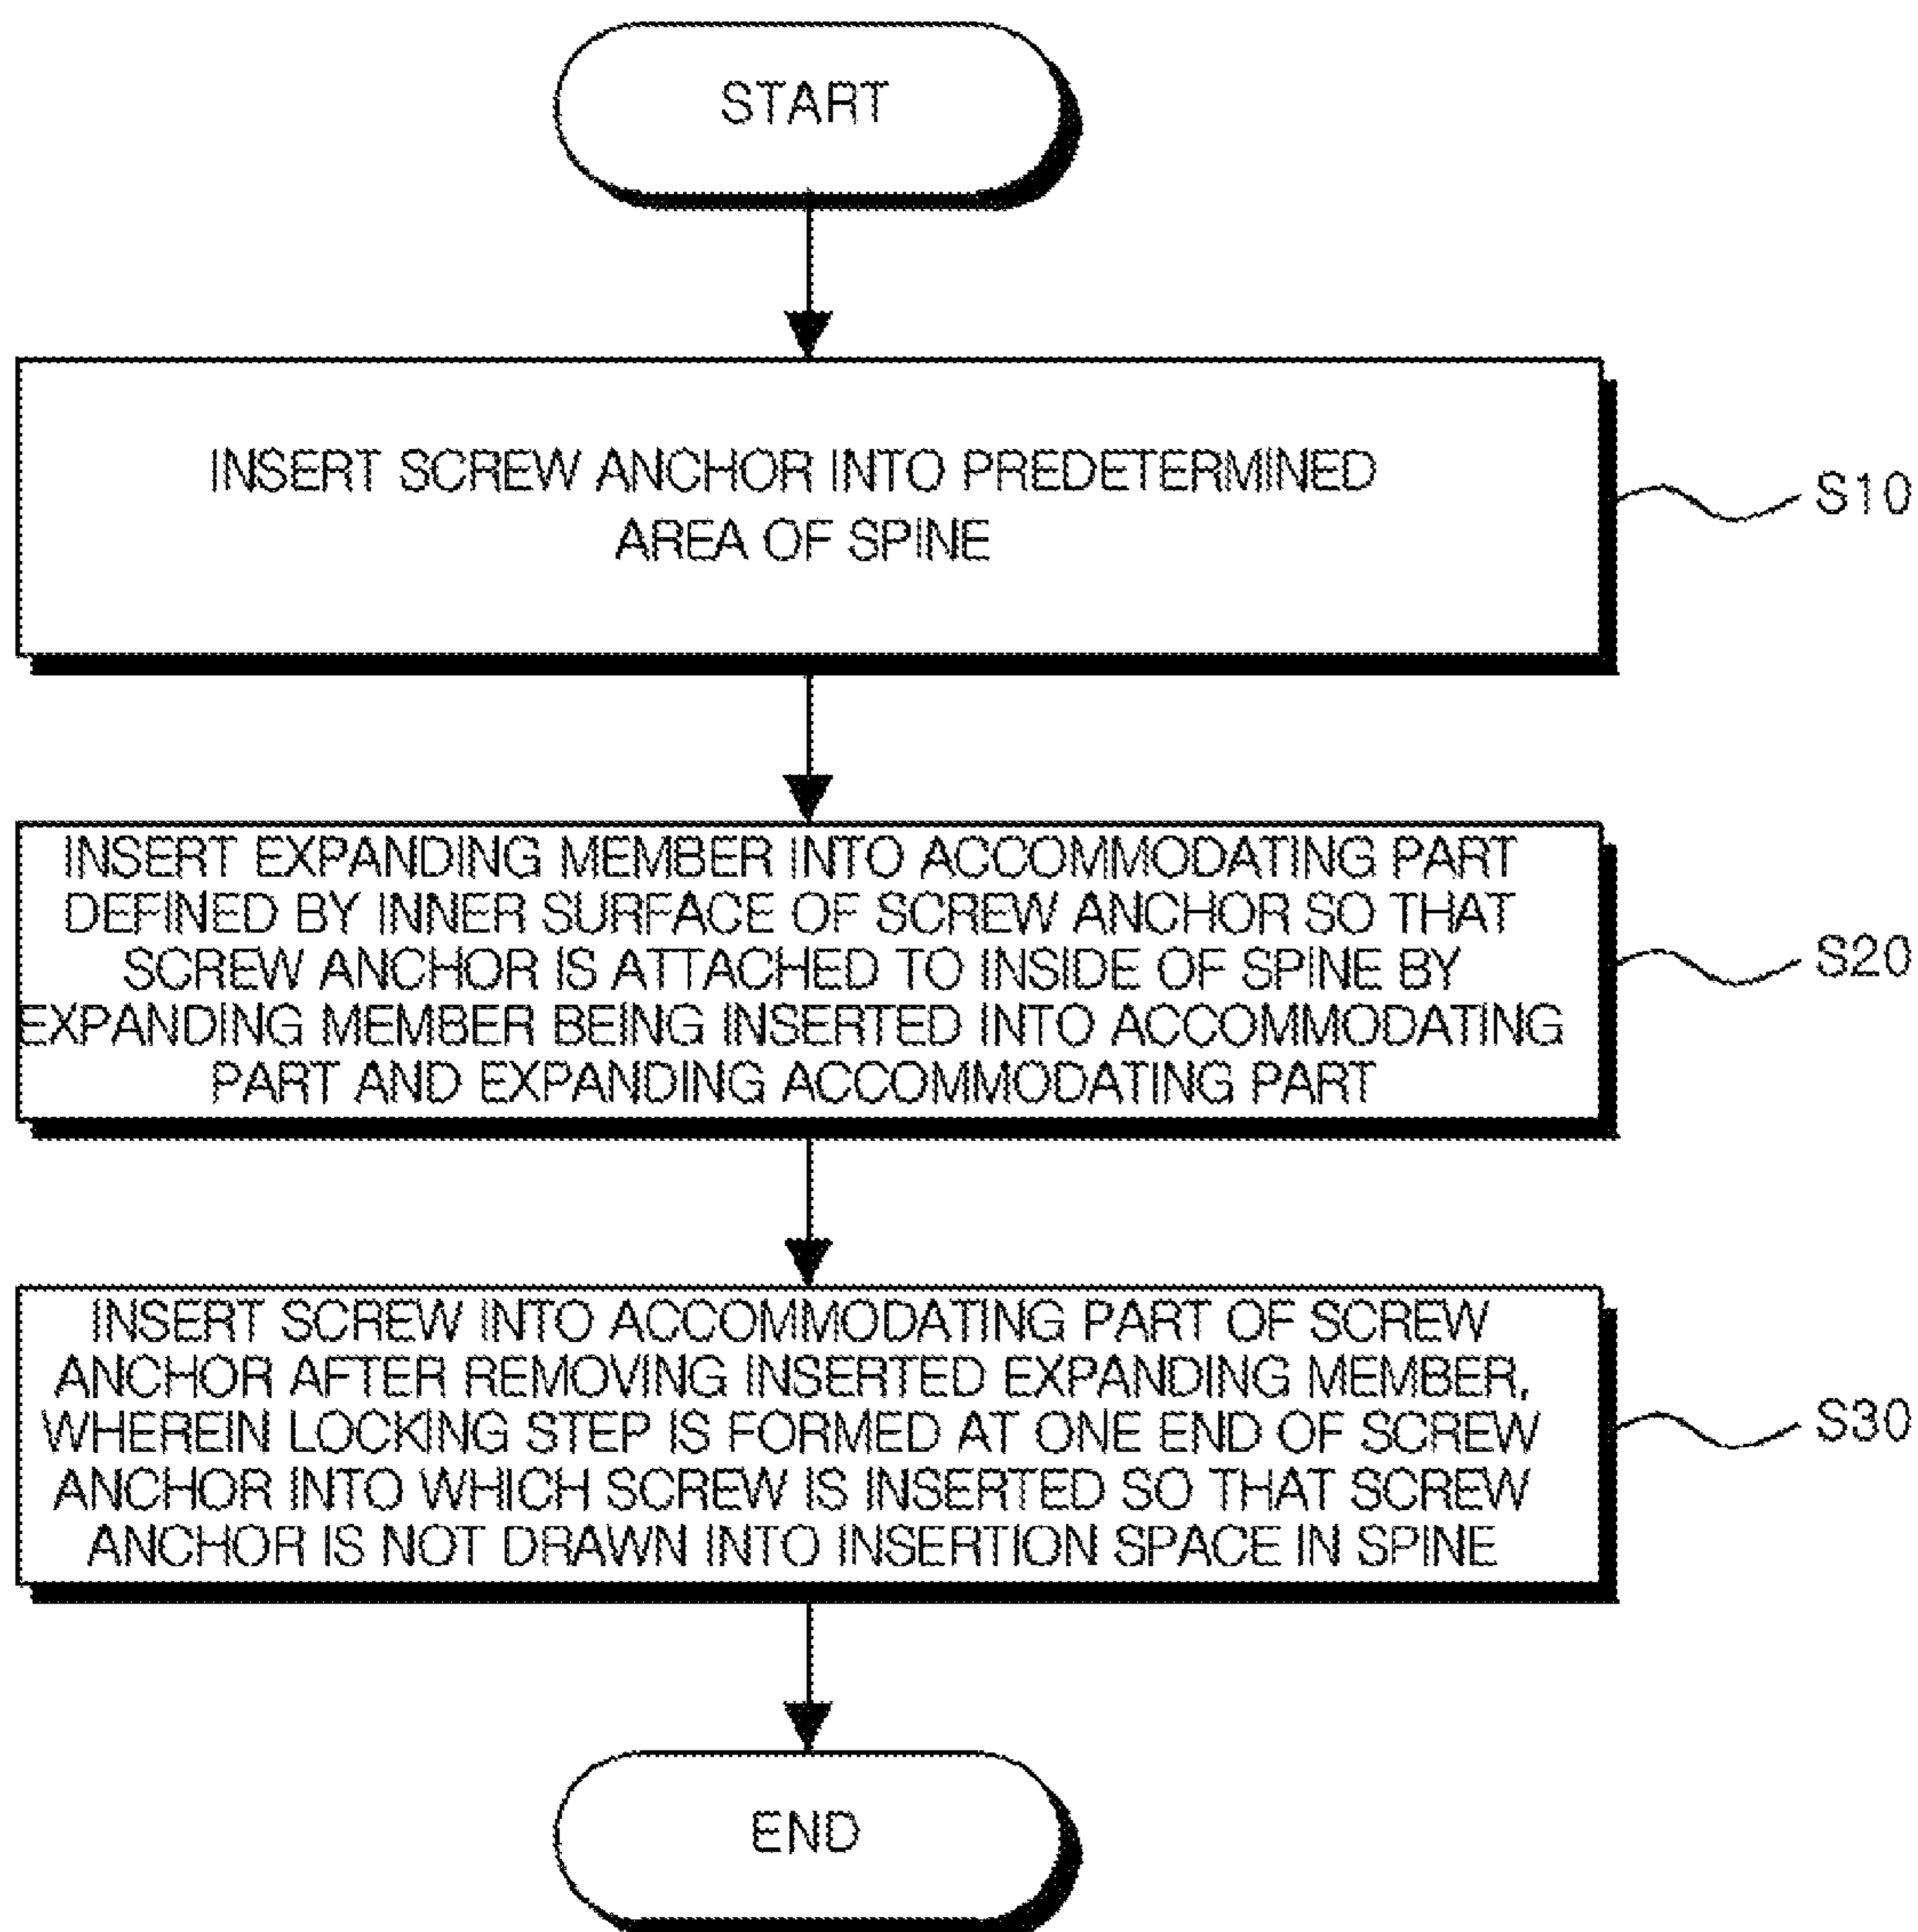 START
INSERT SCREW ANCHOR INTO PREDETERMINED
AREA OF SPINE
S10
INSERT EXPANDING MEMBER INTO ACCOMMODATING PART
DEFINED BY INNER SURFACE OF SCREW ANCHOR SO THAT
SCREW ANCHOR IS ATTACHED TO INSIDE OF SPINE BY
EXPANDING MEMBER BEING INSERTED INTO ACCOMMODATING
PART AND EXPANDING ACCOMMODATING PART
S20
INSERT SCREW INTO ACCOMMODATING PART OF SCREW
ANCHOR AFTER REMOVING INSERTED EXPANDING MEMBER,
WHEREIN LOCKING STEP IS FORMED AT ONE END OF SCREW
ANCHOR INTO WHICH SCREW IS INSERTED SO THAT SCREW
ANCHOR IS NOT DRAWN INTO INSERTION SPACE IN SPINE
S30
END